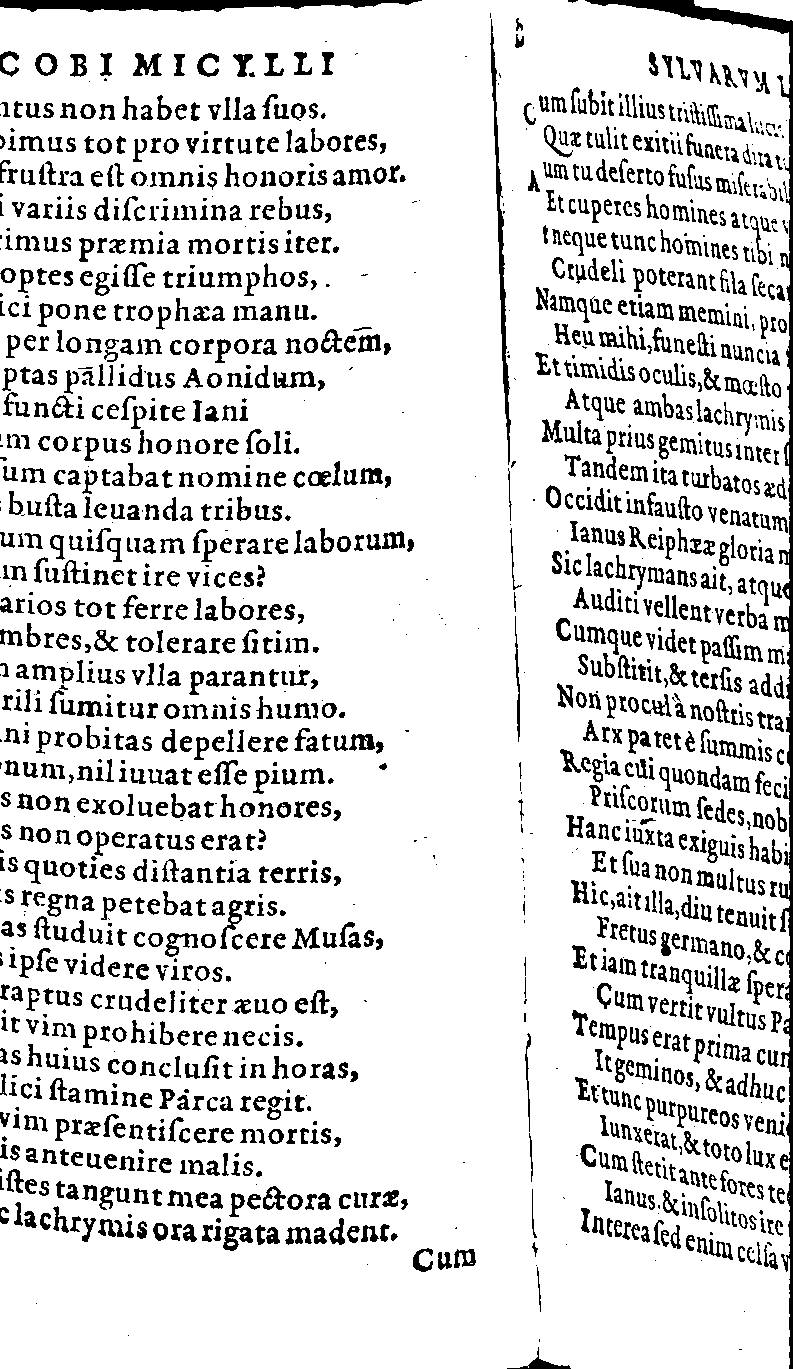 COBI MICYLLI
ntus non habet vlla ſuos.
bimus tot pro virtute labores,
fruſtra eſt omnis honoris amor.
i variis diſcrimina rebus,
rimus præmia mortis iter.
optes egiſſe triumphos,
ici pone trophæa manu.
per longam corpora noctem,
ptas pallidus Aonidum,
functi ceſpite Iani
m corpus honore ſoli.
ſum captabat nomine cœlum,
buſta leuanda tribus.
um quiſquam ſperare laborum,
m ſuſtinet ire vices?
arios tot ferre labores,
mbres,& tolerare ſitim.
n amplius vlla parantur,
rili ſumitur omnis humo.
ni probitas depellere fatum,
num,nil iuuat eſſe pium.
s non exoluebat honores,
s non operatus erat?
is quoties diſtantia terris,
s regna petebat agris.
as ſtuduit cognoſcere Muſas,
ipſe videre viros.
raptus crudeliter æuo eſt,
it vim prohibere necis.
as huius concluſit in horas,
lici ſtamine Parca regit.
vim præſentiſcere mortis,
is anteuenire malis.
iſtes tangunt mea pectora curæ,
c lachrymis ora rigata madent.
Cum
SYLVARVM L
Cum ſubit illius triſtiſſima
Quæ tulit exitii funera dira
Aum tu deſerto fuſus miſerabil
Et cuperes homines atque v
t neque tunc homines tibi n
Crudeli poterant fila ſeca
Namque etiam memini, pro
Heu mihi,funeſti nuncia
Et timidis oculis,& mœſto
Atque ambas lachrymis
Multa prius gemitus inter ſ
Tandem ita turbatos æd
Occidit infauſto venatum
Ianus Reiphææ gloria m
Sic lachrymans ait, atque
Auditi vellent verba m
Cumque videt paſſim m
Subſtitit,& terſis addi
Non procul à noſtris tra
Arx patet è ſummis c
Regia cui quondam feci
Priſcorum ſedes,nob
Hanc iuxta exiguis habi
Et ſua non multus ru
Hic,ait illa,diu tenuit ſ
Fretus germano,& c
Et iam tranquillæ ſper
Cum vertit vultus Pa
Tempus erat prima cum
It geminos, & adhuc
Et tunc purpureos veni
Iunxerat,& toto lux e
Cum ſtetit ante fores te
Ianus,& inſolitos ire
Interea ſed enim celſa v